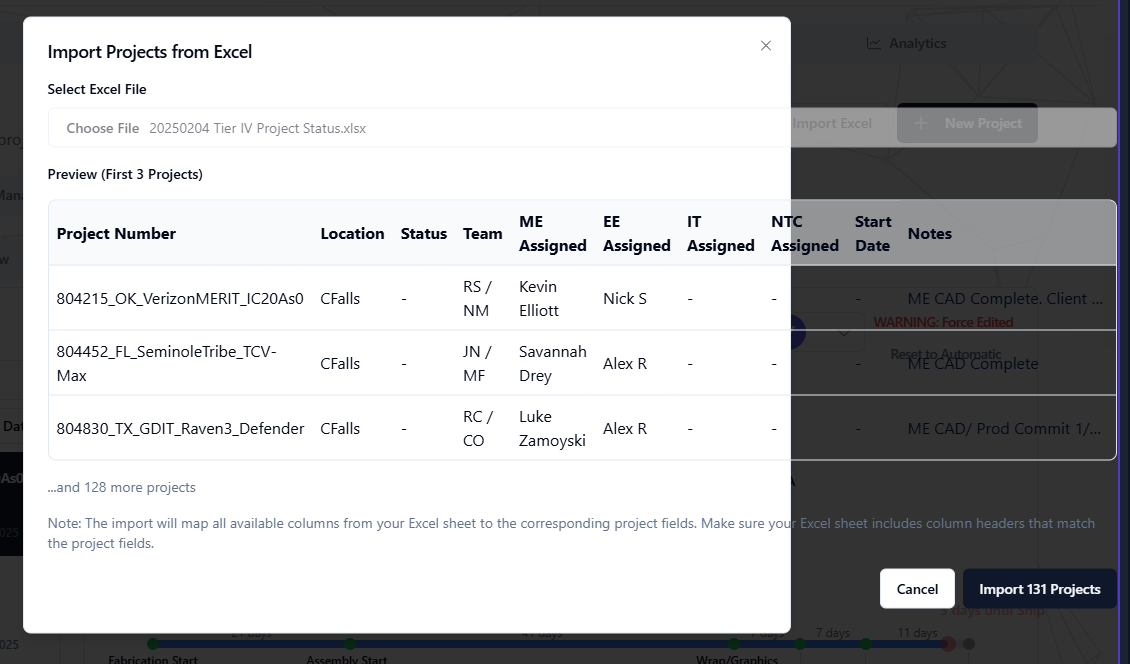 Import Projects from Excel
Analytics
Select Excel File
Choose File 20250204 Tier IV Project Status.xlsx
Import Excel
New Project
Preview (First 3 Projects)
Project Number Location Status Team ME Assigned EE Assigned IT Assigned NTC Assigned Start Date Notes
804215_OK_VerizonMERIT_IC20As0 CFalls - RS / NM Kevin Elliott Nick S - - - ME CAD Complete. Client ...
WARNING: Force Edited
Reset to Automatic
804452_FL_SeminoleTribe_TCV-Max CFalls - JN / MF Savannah Drey Alex R - - - ME CAD Complete
804830_TX_GDIT_Raven3_Defender CFalls - RC / CO Luke Zamoyski Alex R - - - ME CAD/ Prod Commit 1/...
...and 128 more projects
Note: The import will map all available columns from your Excel sheet to the corresponding project fields. Make sure your Excel sheet includes column headers that match
the project fields.
Cancel
Import 131 Projects
days until Ship
7 days
11 days
Fabrication Start
Assembly Start
Wrap/Graphics